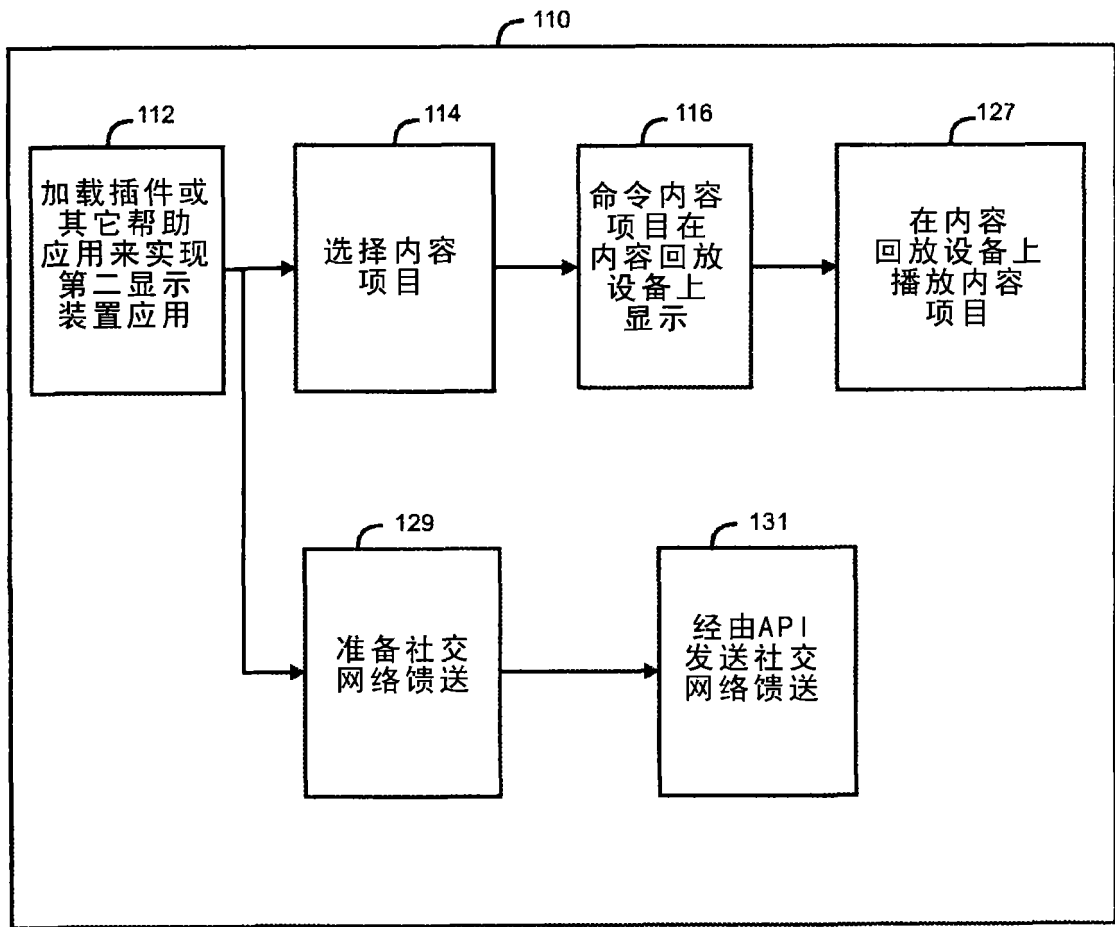 110
112
加载插件或
其它帮助
应用来实现
第二显示
装置应用
114
选择内容
项目
116
命令内容
项目在
内容回放
设备上
显示
127
在内容
回放设备上
播放内容
项目
129
准备社交
网络馈送
131
经由API
发送社交
网络馈送